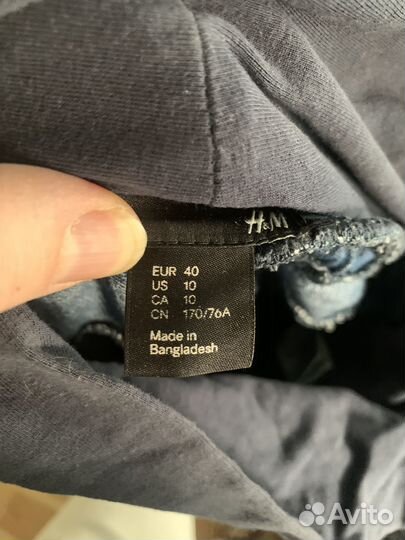 H&M
EUR 40
US 10
CA 10
CN 170/76A
Made in
Bangladesh
Avito